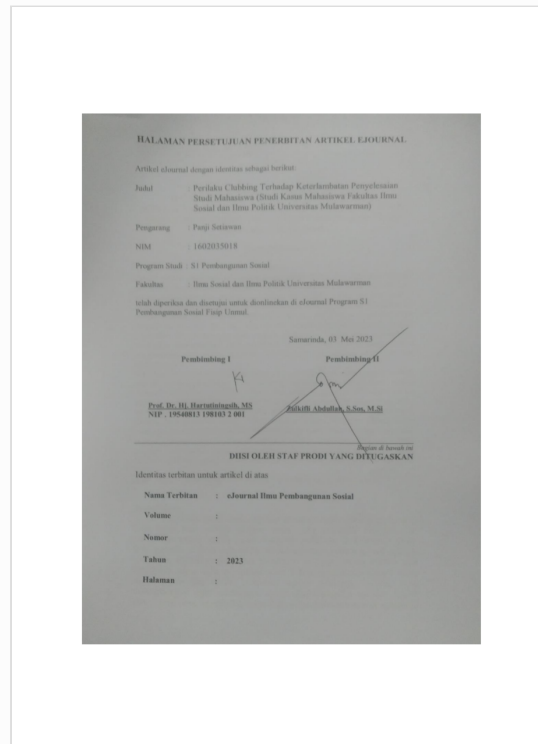 HALAMAN PERSETUJUAN PENERBITAN ARTIKEL EJOURNAL
Artikel eJournal dengan identitas sebagai berikut:
Judul : Perilaku Clubbing Terhadap Keterlambatan Penyelesaian
Studi Mahasiswa (Studi Kasus Mahasiswa Fakultas Ilmu
Sosial dan Ilmu Politik Universitas Mulawarman)
Pengarang : Panji Setiawan
NIM : 1602035018
Program Studi : S1 Pembangunan Sosial
Fakultas : Ilmu Sosial dan Ilmu Politik Universitas Mulawarman
telah diperiksa dan disetujui untuk dionlinekan di eJournal Program S1
Pembangunan Sosial Fisip Unmul.
Samarinda, 03 Mei 2023
Pembimbing I Pembimbing II
Prof. Dr. Hj. Hartutiningsih, MS Zulkifli Abdullah, S.Sos, M.Si
NIP . 19540813 198103 2 001
Bagian di bawah ini
DIISI OLEH STAF PRODI YANG DITUGASKAN
Identitas terbitan untuk artikel di atas
Nama Terbitan : eJournal Ilmu Pembangunan Sosial
Volume :
Nomor :
Tahun : 2023
Halaman :